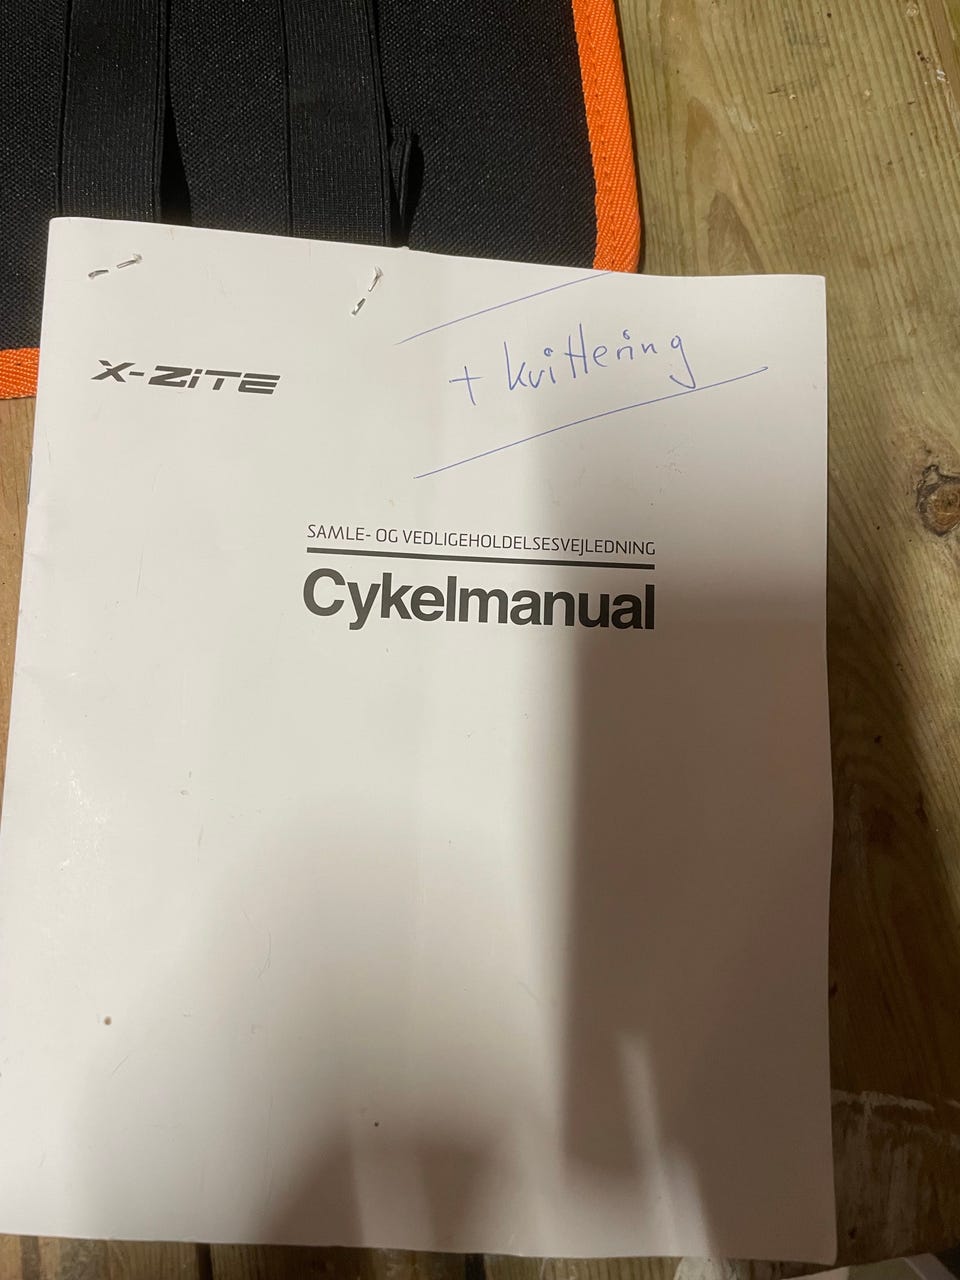 X-ZiTE
+ kvittering
SAMLE- OG VEDLIGEHOLDELSESVEJLEDNING
Cykelmanual